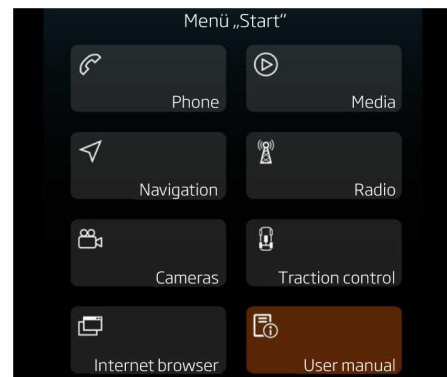 Menü „Start“
Phone
Media
Navigation
Radio
Cameras
Traction control
Internet browser
User manual